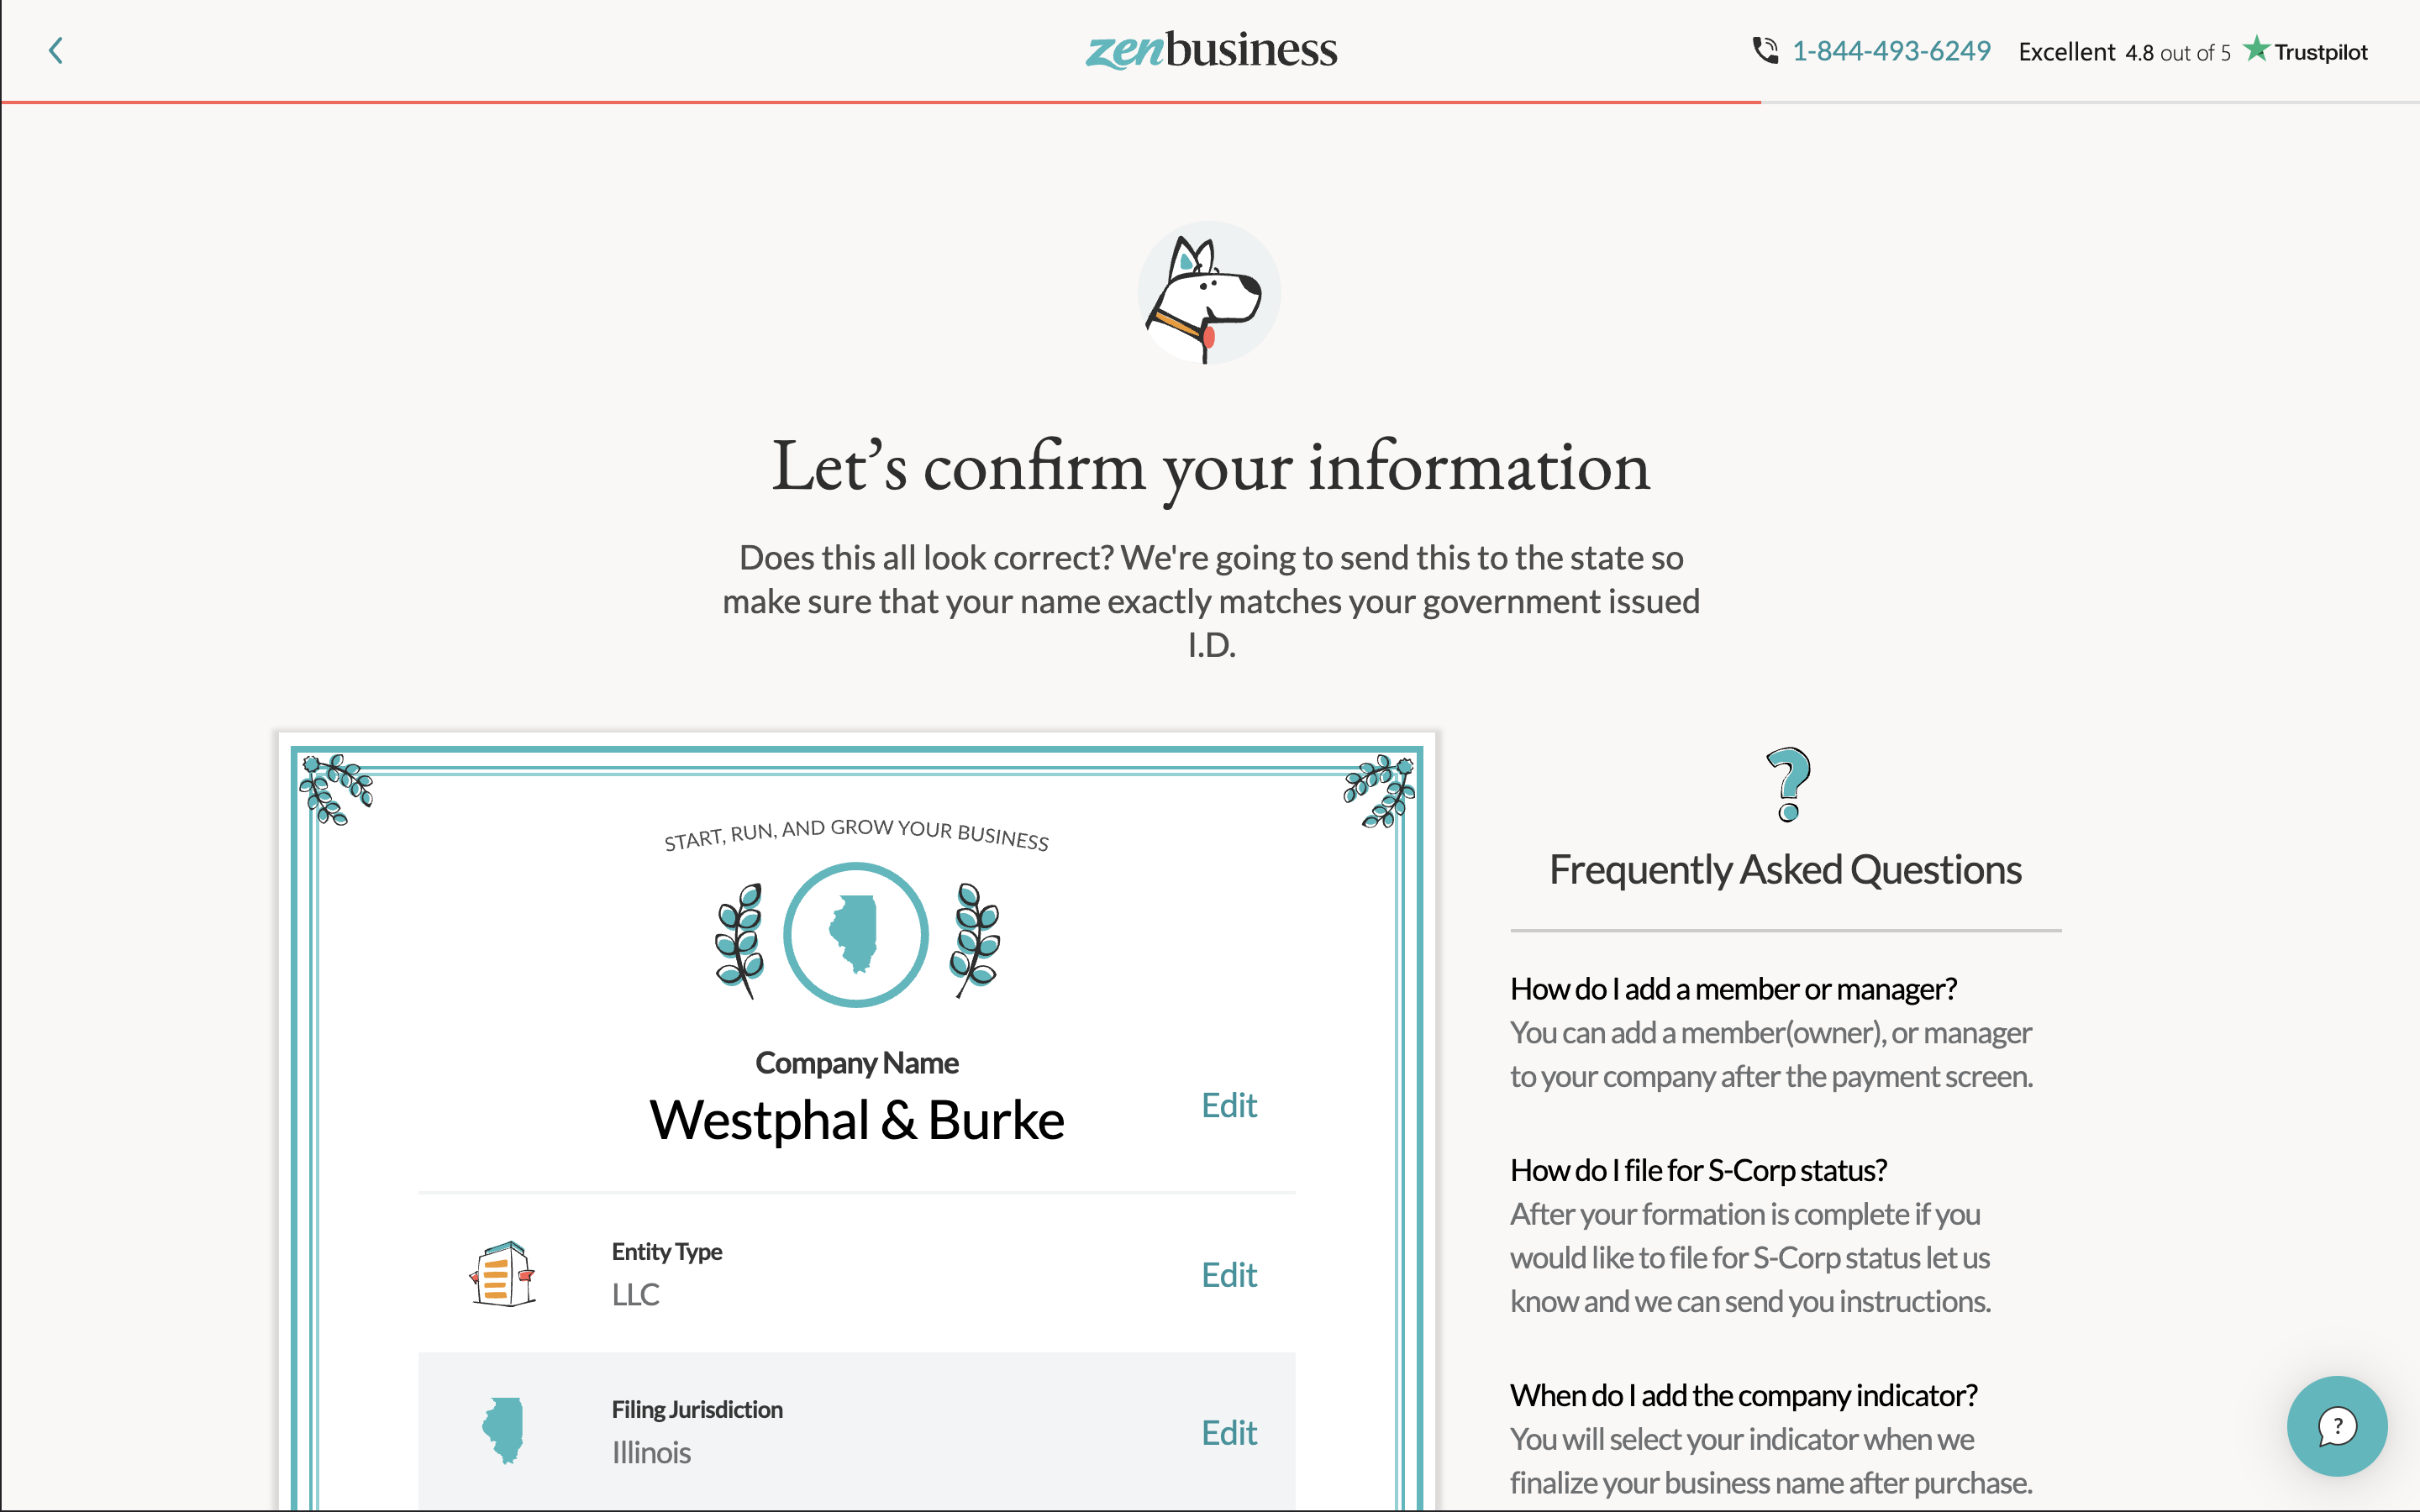 zenbusiness
1-844-493-6249
Excellent 4.8 out of 5 Trustpilot
Let’s confirm your information
Does this all look correct? We're going to send this to the state so
make sure that your name exactly matches your government issued
I.D.
START, RUN, AND GROW YOUR BUSINESS
Company Name
Westphal & Burke
Edit
Entity Type
LLC
Edit
Filing Jurisdiction
Illinois
Edit
?
Frequently Asked Questions
How do I add a member or manager?
You can add a member(owner), or manager
to your company after the payment screen.
How do I file for S-Corp status?
After your formation is complete if you
would like to file for S-Corp status let us
know and we can send you instructions.
When do I add the company indicator?
You will select your indicator when we
finalize your business name after purchase.
?